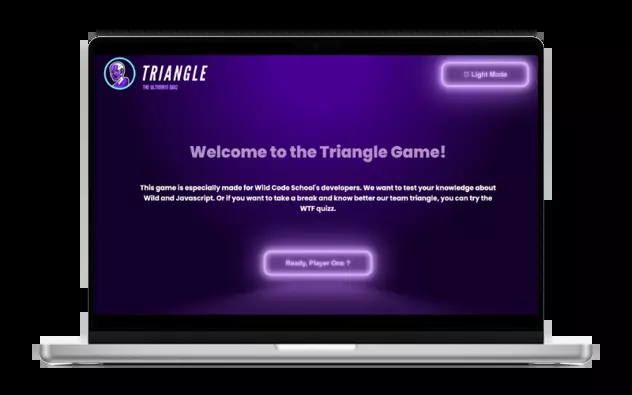 TRIANGLE
THE ULTIMATE QUIZ
Light Mode
Welcome to the Triangle Game!
This game is especially made for Wild Code School's developers. We want to test your knowledge about
Wild and Javascript. Or if you want to take a break and know better our team triangle, you can try the
WTF quizz.
Ready, Player One ?